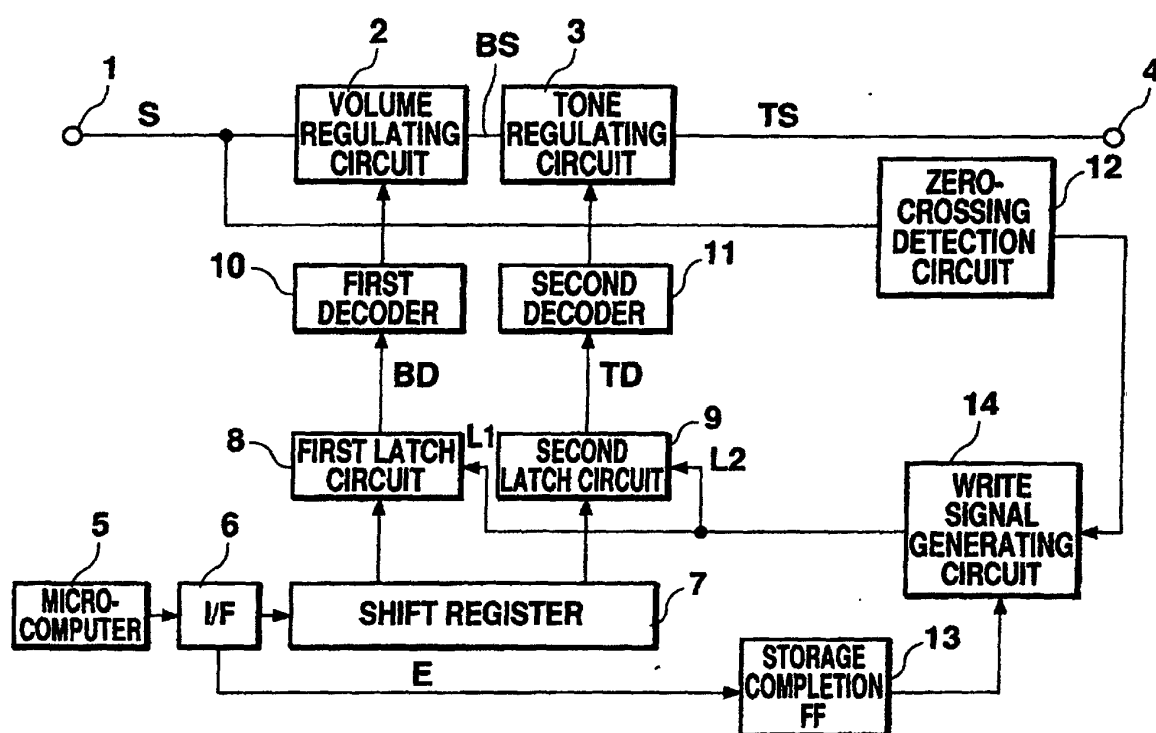 1
S
2
VOLUME
REGULATING
CIRCUIT
BS
3
TONE
REGULATING
CIRCUIT
TS
4
ZERO-
CROSSING
DETECTION
CIRCUIT
12
10
FIRST
DECODER
SECOND
DECODER
11
BD
TD
8
FIRST LATCH
CIRCUIT
L1
SECOND
LATCH CIRCUIT
9
L2
14
WRITE
SIGNAL
GENERATING
CIRCUIT
5
MICRO-
COMPUTER
6
I/F
SHIFT REGISTER
7
E
STORAGE
COMPLETION
FF
13